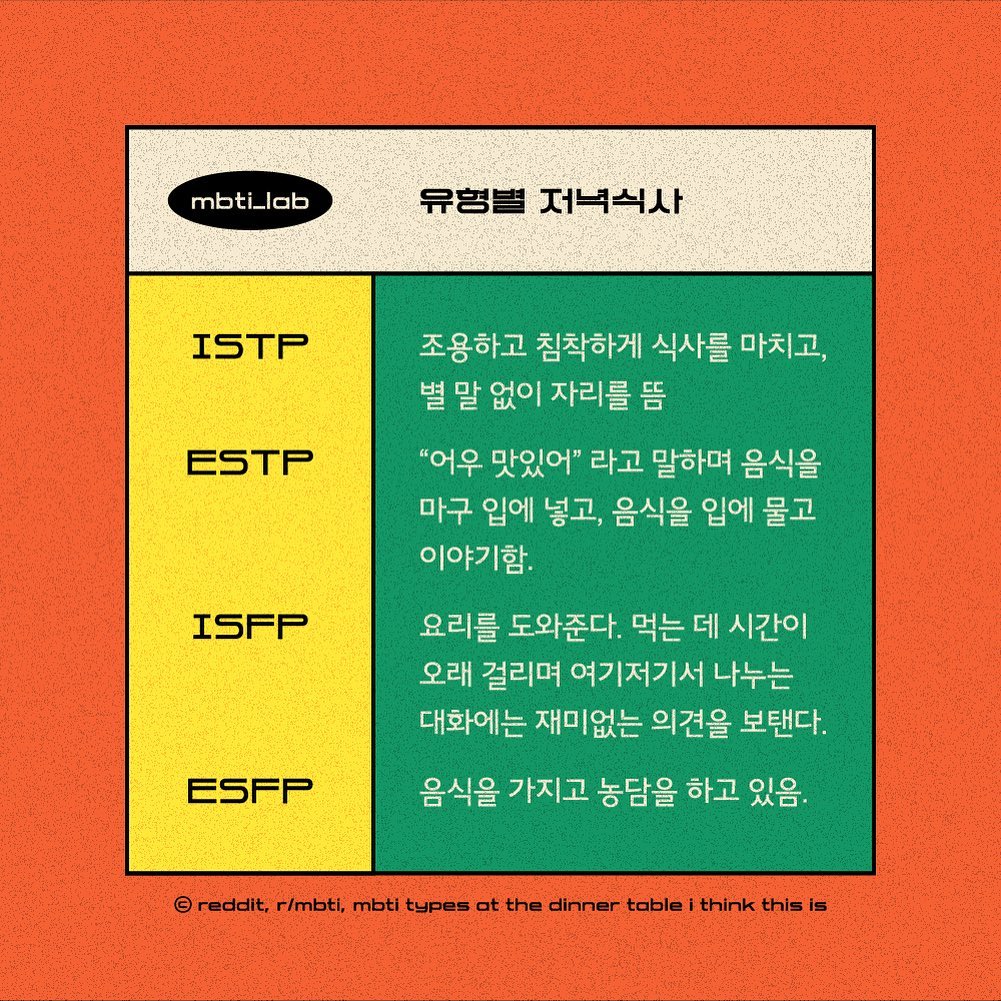 mbti_lab
유형별 저녁식사
ISTP
조용하고 침착하게 식사를 마치고,
별 말 없이 자리를 뜸
ESTP
“어우 맛있어” 라고 말하며 음식을
마구 입에 넣고, 음식을 입에 물고
이야기함.
ISFP
요리를 도와준다. 먹는 데 시간이
오래 걸리며 여기저기서 나누는
대화에는 재미없는 의견을 보탠다.
ESFP
음식을 가지고 농담을 하고 있음.
© reddit, r/mbti, mbti types at the dinner table i think this is